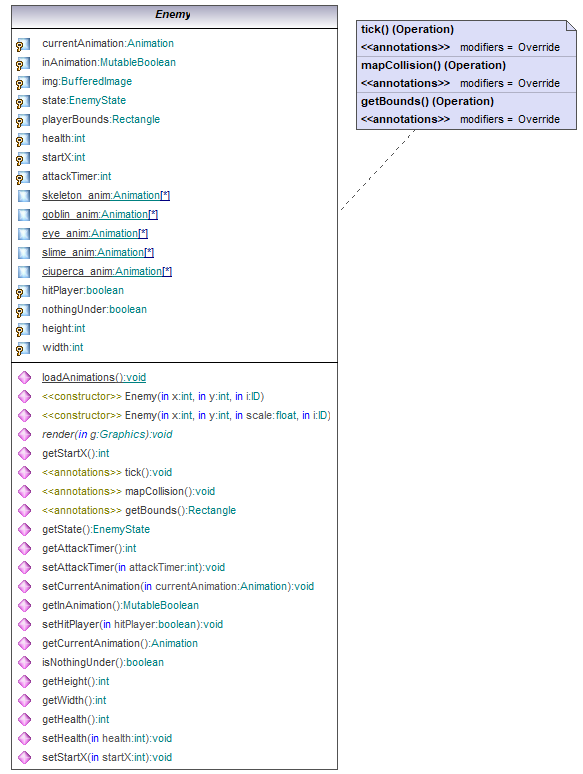 Enemy
currentAnimation:Animation
inAnimation:MutableBoolean
img:BufferedImage
state:EnemyState
playerBounds:Rectangle
health:int
startX:int
attackTimer:int
skeleton_anim:Animation[*]
goblin_anim:Animation[*]
eye_anim:Animation[*]
slime_anim:Animation[*]
ciuperca_anim:Animation[*]
hitPlayer:boolean
nothingUnder:boolean
height:int
width:int
loadAnimations():void
<<constructor>> Enemy(in x:int, in y:int, in i:ID)
<<constructor>> Enemy(in x:int, in y:int, in scale:float, in i:ID)
render(in g:Graphics):void
getStartX():int
<<annotations>> tick():void
<<annotations>> mapCollision():void
<<annotations>> getBounds():Rectangle
getState():EnemyState
getAttackTimer():int
setAttackTimer(in attackTimer:int):void
setCurrentAnimation(in currentAnimation:Animation):void
getInAnimation():MutableBoolean
setHitPlayer(in hitPlayer:boolean):void
getCurrentAnimation():Animation
isNothingUnder():boolean
getHeight():int
getWidth():int
getHealth():int
setHealth(in health:int):void
setStartX(in startX:int):void
tick() (Operation)
<<annotations>> modifiers = Override
mapCollision() (Operation)
<<annotations>> modifiers = Override
getBounds() (Operation)
<<annotations>> modifiers = Override